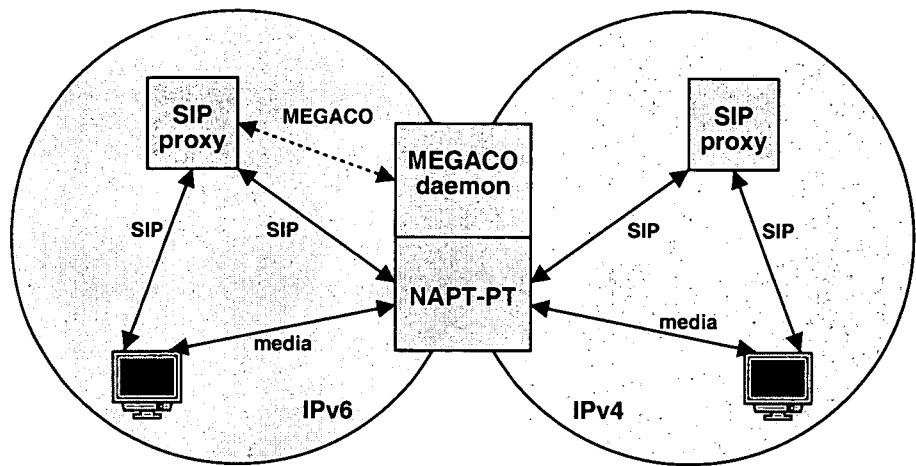 SIP
proxy
MEGACO
MEGACO
daemon
SIP
proxy
SIP
SIP
SIP
SIP
NAPT-PT
media
media
IPv6
IPv4